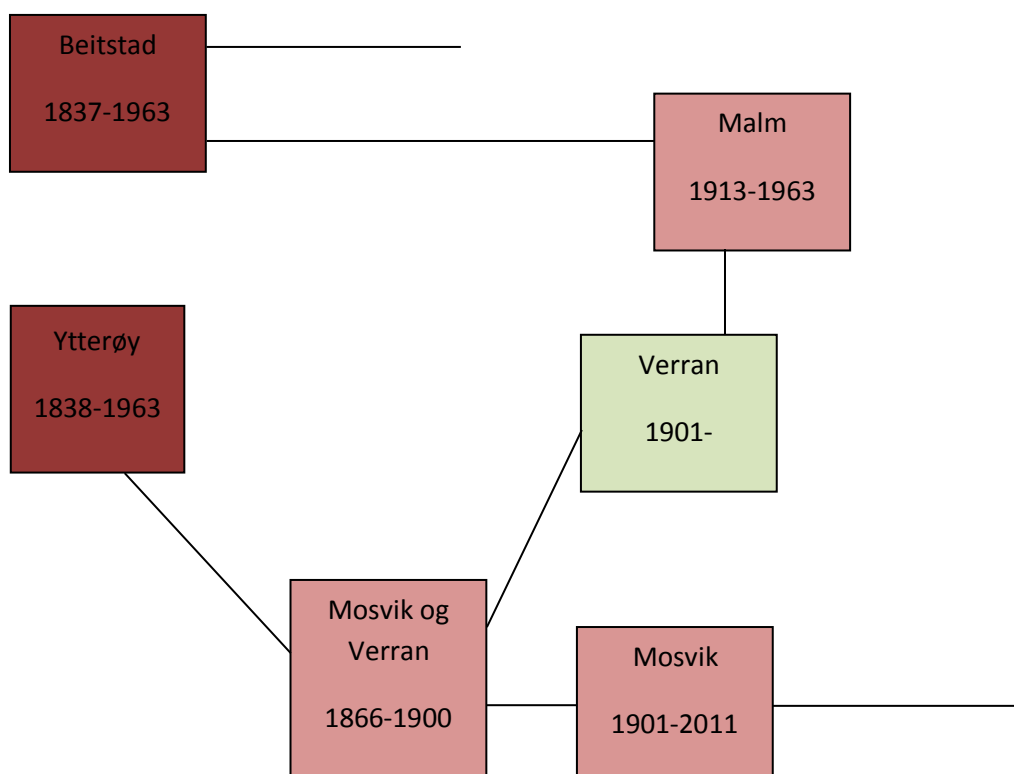 Beitstad
1837-1963
Malm
1913-1963
Ytterøy
1838-1963
Verran
1901-
Mosvik og
Verran
1866-1900
Mosvik
1901-2011